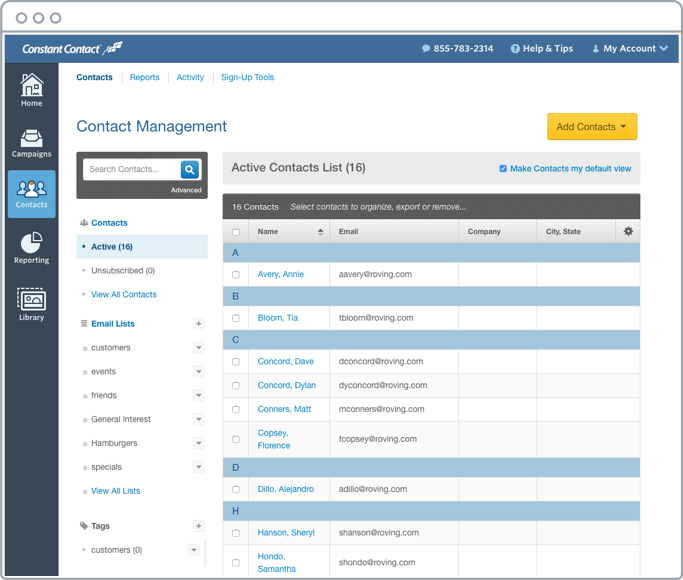 Constant Contact
855-783-2314
Help & Tips
My Account
Home
Campaigns
Contacts
Reporting
Library
Contacts
Reports
Activity
Sign-Up Tools
Contact Management
Add Contacts
Search Contacts...
Advanced
Contacts
Active (16)
Unsubscribed (0)
View All Contacts
Email Lists
+
customers
events
friends
General Interest
Hamburgers
specials
View All Lists
Tags
+
customers (0)
Active Contacts List (16)
Make Contacts my default view
16 Contacts Select contacts to organize, export or remove...
Name Email Company City, State
A
Avery, Annie aavery@roving.com
B
Bloom, Tia tbloom@roving.com
C
Concord, Dave dconcord@roving.com
Concord, Dylan dyconcord@roving.com
Conners, Matt mconners@roving.com
Copsey,
Florence fcopsey@roving.com
D
Dillo, Alejandro adillo@roving.com
H
Hanson, Sheryl shanson@roving.com
Hondo,
Samantha shondo@roving.com